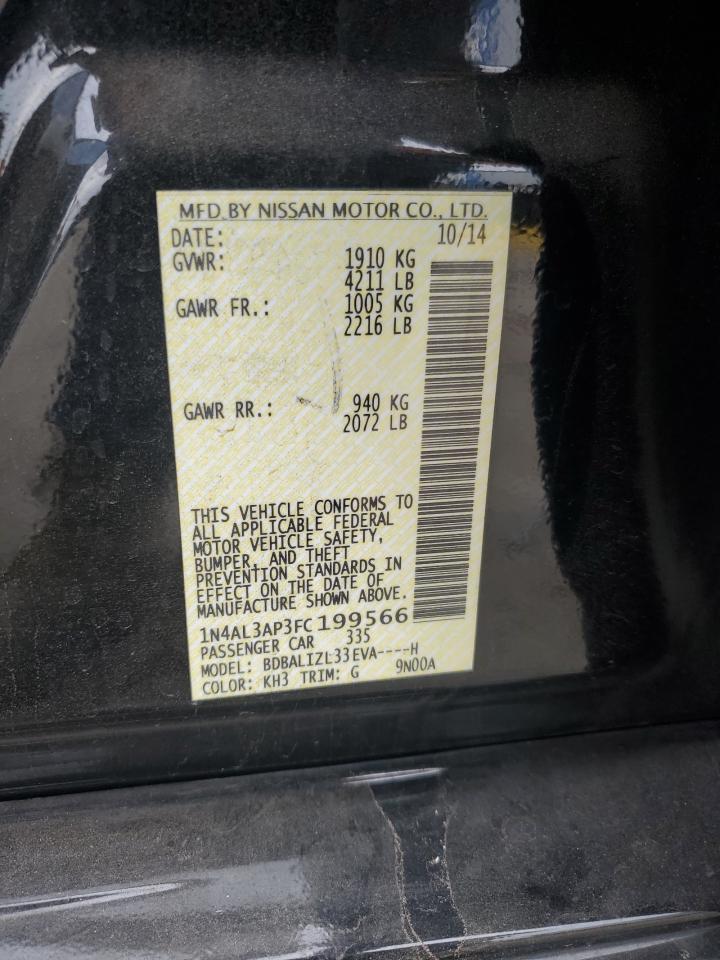 MFD.BY NISSAN MOTOR CO., LTD.
DATE: 10/14
GVWR: 1910 KG
4211 LB
GAWR FR.: 1005 KG
2216 LB
GAWR RR.: 940 KG
2072 LB
THIS VEHICLE CONFORMS TO
ALL APPLICABLE FEDERAL
MOTOR VEHICLE SAFETY,
BUMPER, AND THEFT
PREVENTION STANDARDS IN
EFFECT ON THE DATE OF
MANUFACTURE SHOWN ABOVE.
1N4AL3AP3FC199566
PASSENGER CAR 335
MODEL: BDBALIZL33EVA----H
COLOR: KH3 TRIM: G 9N00A